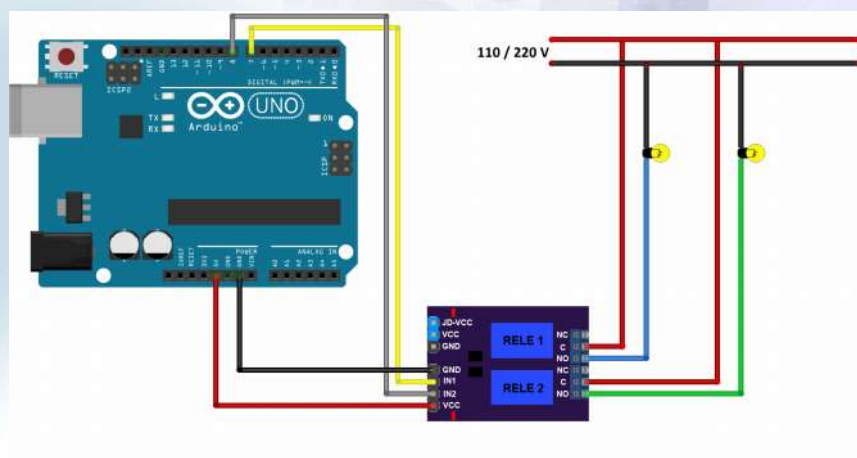 110 / 220 V
RESET
ICSP2
AREF
GND
13
12
~11
~10
~9
8
7
~6
~5
4
~3
2
TX▸1
RX◂0
DIGITAL (PWM=~)
L
TX
RX
UNO
Arduino™
ON
1
ICSP
IOREF
RESET
3V3
5V
GND
GND
VIN
POWER
ANALOG IN
A0
A1
A2
A3
A4
A5
JD-VCC
VCC
GND
GND
IN1
IN2
VCC
RELE 1
RELE 2
NC
C
NO
NC
C
NO